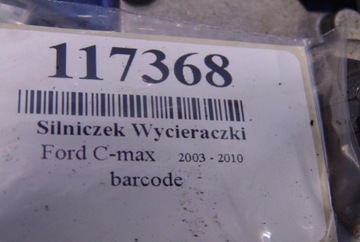 117368
Silniczek Wycieraczki
Ford C-max 2003 - 2010
barcode